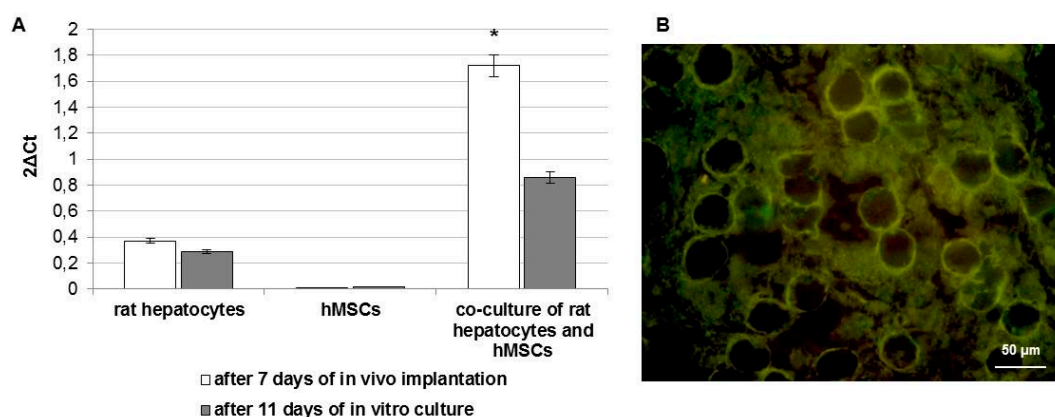 A
B
2
*
1,8
1,6
1,4
1,2
1
0,8
0,6
0,4
0,2
0
2ΔCt
rat hepatocytes
hMSCs
co-culture of rat
hepatocytes and
hMSCs
after 7 days of in vivo implantation
after 11 days of in vitro culture
50 µm